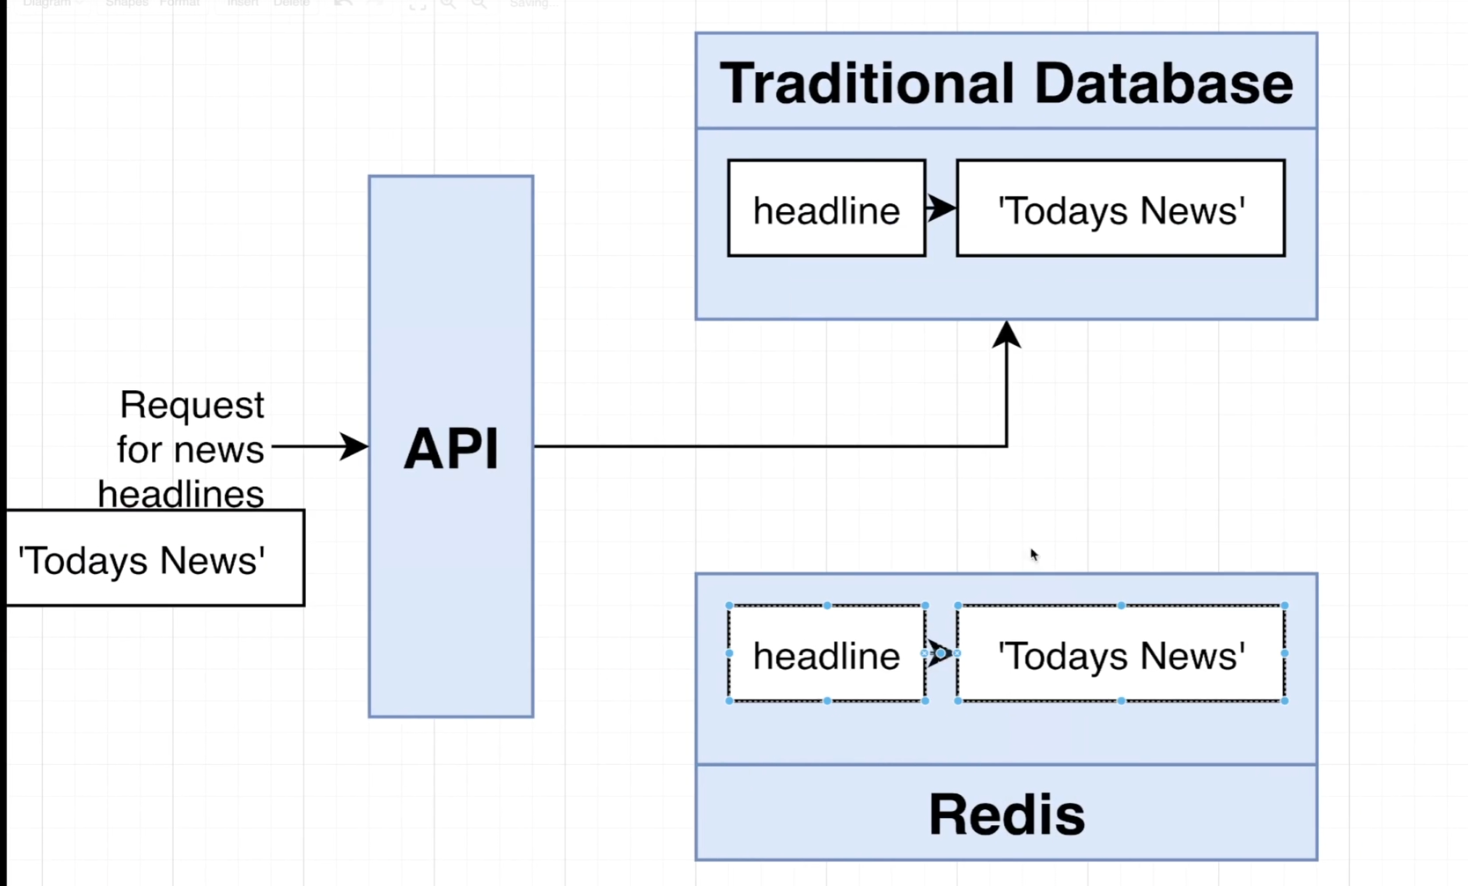 Diagram Shapes Format Insert Delete Saving...
Traditional Database
headline
'Todays News'
Request
for news
headlines
API
'Todays News'
headline
'Todays News'
Redis